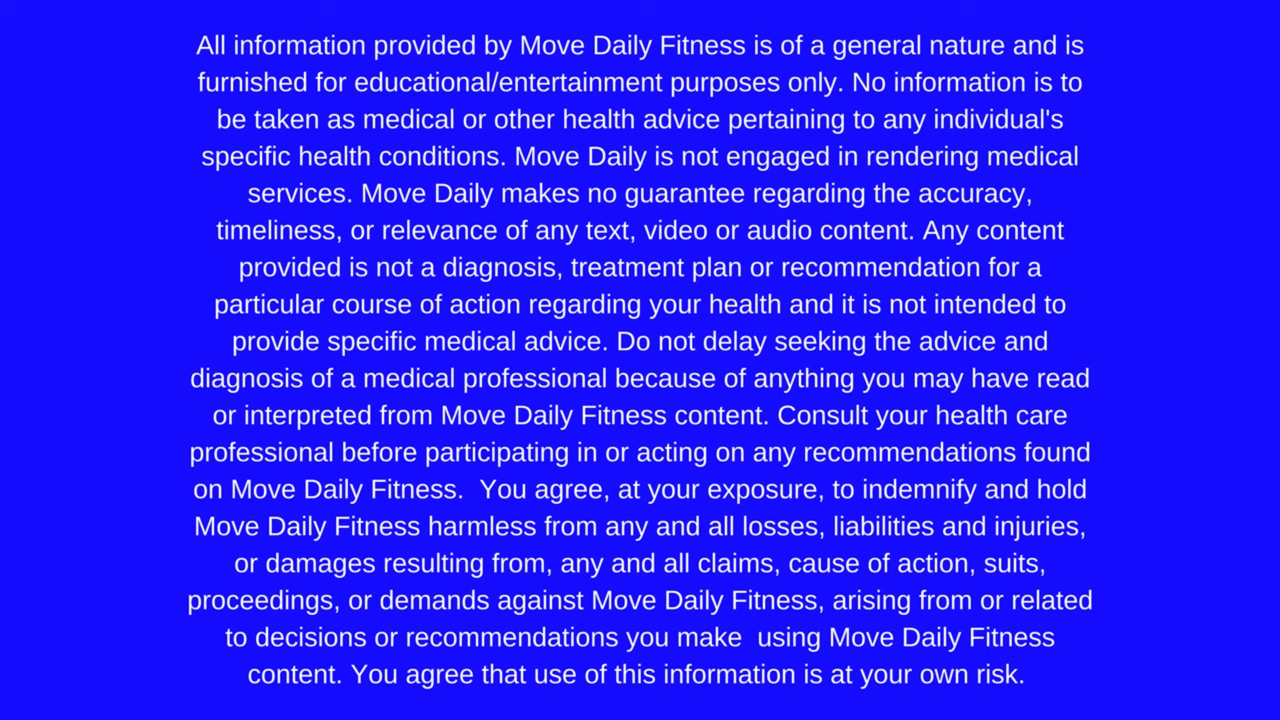 All information provided by Move Daily Fitness is of a general nature and is
furnished for educational/entertainment purposes only. No information is to
be taken as medical or other health advice pertaining to any individual's
specific health conditions. Move Daily is not engaged in rendering medical
services. Move Daily makes no guarantee regarding the accuracy,
timeliness, or relevance of any text, video or audio content. Any content
provided is not a diagnosis, treatment plan or recommendation for a
particular course of action regarding your health and it is not intended to
provide specific medical advice. Do not delay seeking the advice and
diagnosis of a medical professional because of anything you may have read
or interpreted from Move Daily Fitness content. Consult your health care
professional before participating in or acting on any recommendations found
on Move Daily Fitness.  You agree, at your exposure, to indemnify and hold
Move Daily Fitness harmless from any and all losses, liabilities and injuries,
or damages resulting from, any and all claims, cause of action, suits,
proceedings, or demands against Move Daily Fitness, arising from or related
to decisions or recommendations you make  using Move Daily Fitness
content. You agree that use of this information is at your own risk.